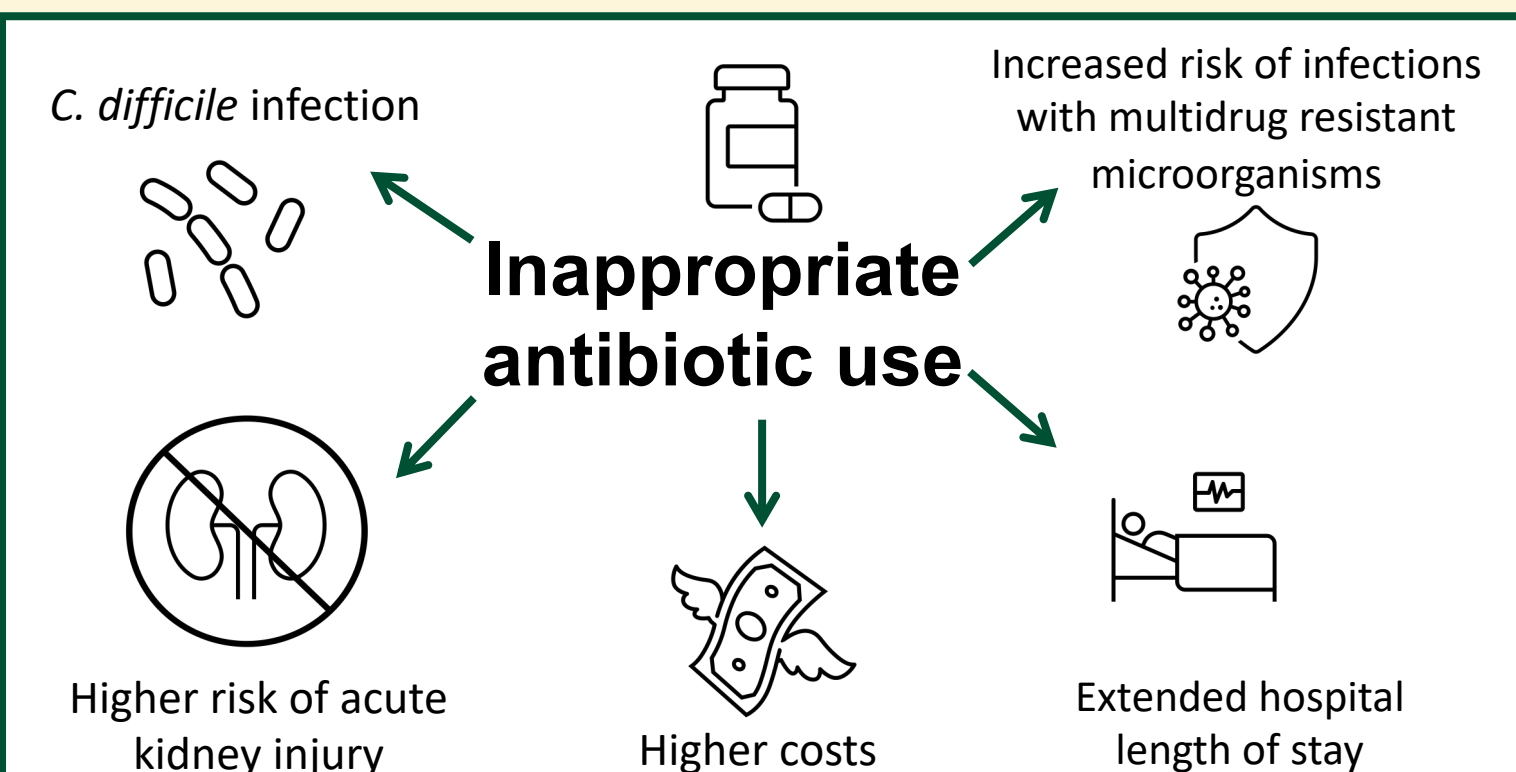 C. difficile infection
Increased risk of infections
with multidrug resistant
microorganisms
Inappropriate
antibiotic use
Higher risk of acute
kidney injury
Higher costs
Extended hospital
length of stay